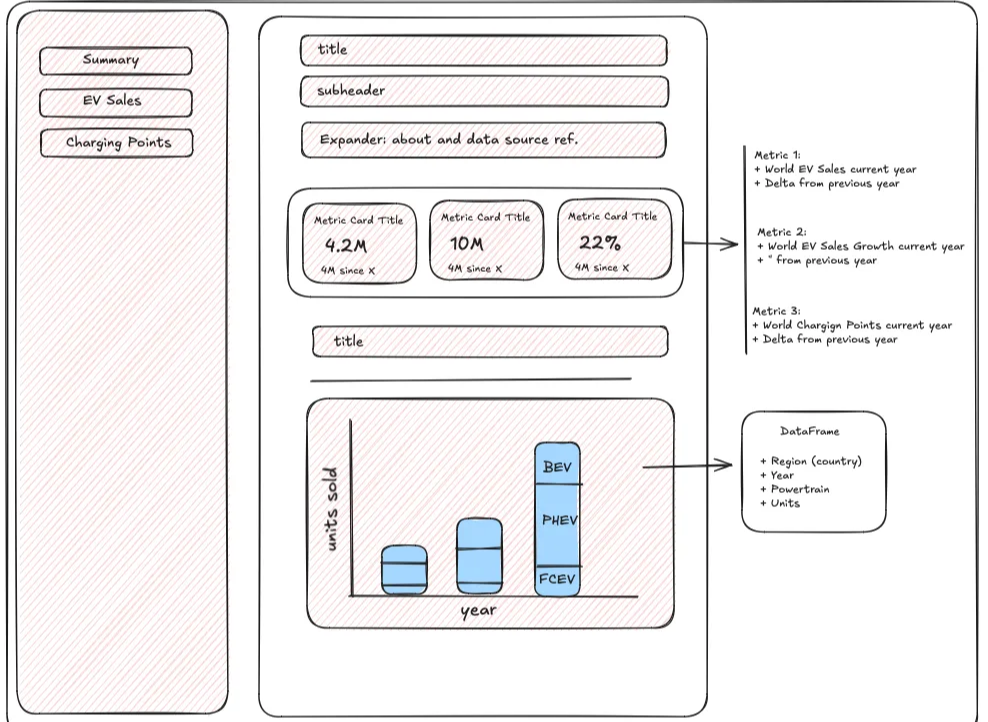 Summary
EV Sales
Charging Points
title
subheader
Expander: about and data source ref.
Metric Card Title
4.2M
4M since X
Metric Card Title
10M
4M since X
Metric Card Title
22%
4M since X
Metric 1:
+ World EV Sales current year
+ Delta from previous year
Metric 2:
+ World EV Sales Growth current year
+ " from previous year
Metric 3:
+ World Chargign Points current year
+ Delta from previous year
title
units sold
BEV
PHEV
FCEV
year
DataFrame
+ Region (country)
+ Year
+ Powertrain
+ Units